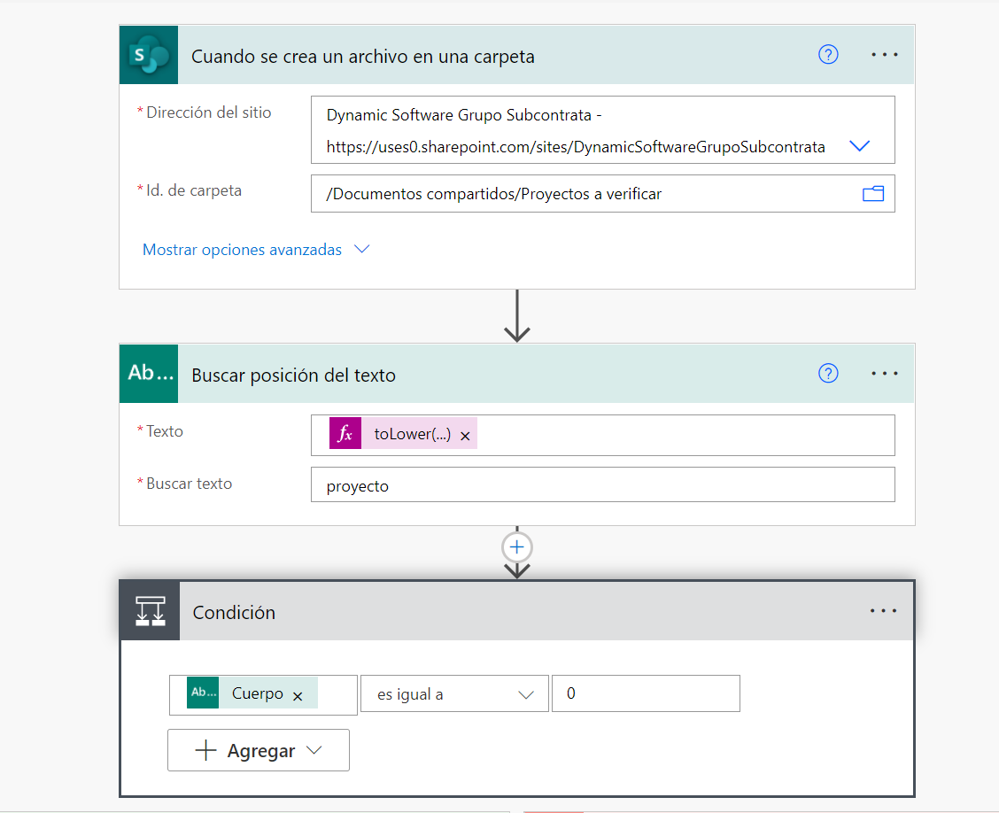 S
Cuando se crea un archivo en una carpeta
?
...
* Dirección del sitio
Dynamic Software Grupo Subcontrata -
https://uses0.sharepoint.com/sites/DynamicSoftwareGrupoSubcontrata
* Id. de carpeta
/Documentos compartidos/Proyectos a verificar
Mostrar opciones avanzadas
Ab...
Buscar posición del texto
?
...
* Texto
fx toLower(...) ×
* Buscar texto
proyecto
+
Condición
...
Ab... Cuerpo ×
es igual a
0
+ Agregar